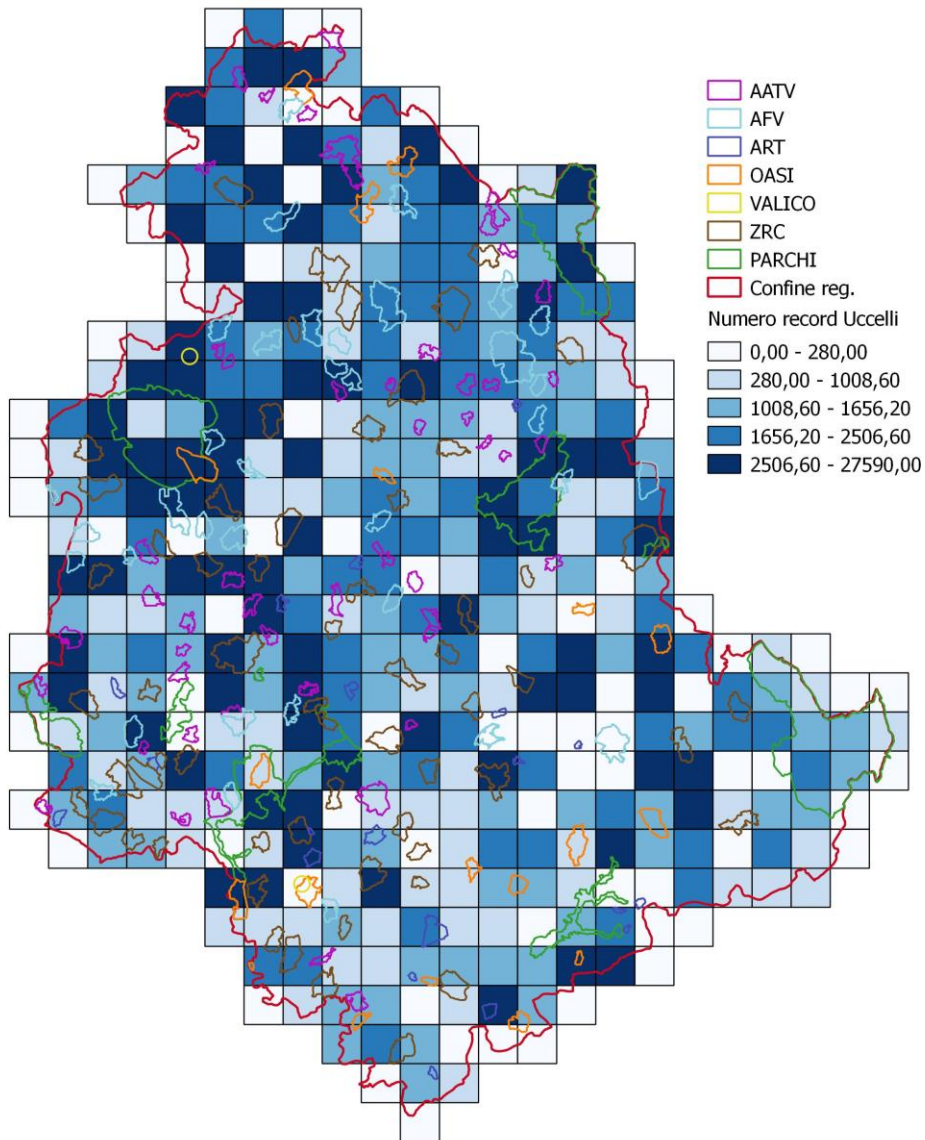 AATV
AFV
ART
OASI
VALICO
ZRC
PARCHI
Confine reg.
Numero record Uccelli
0,00 - 280,00
280,00 - 1008,60
1008,60 - 1656,20
1656,20 - 2506,60
2506,60 - 27590,00